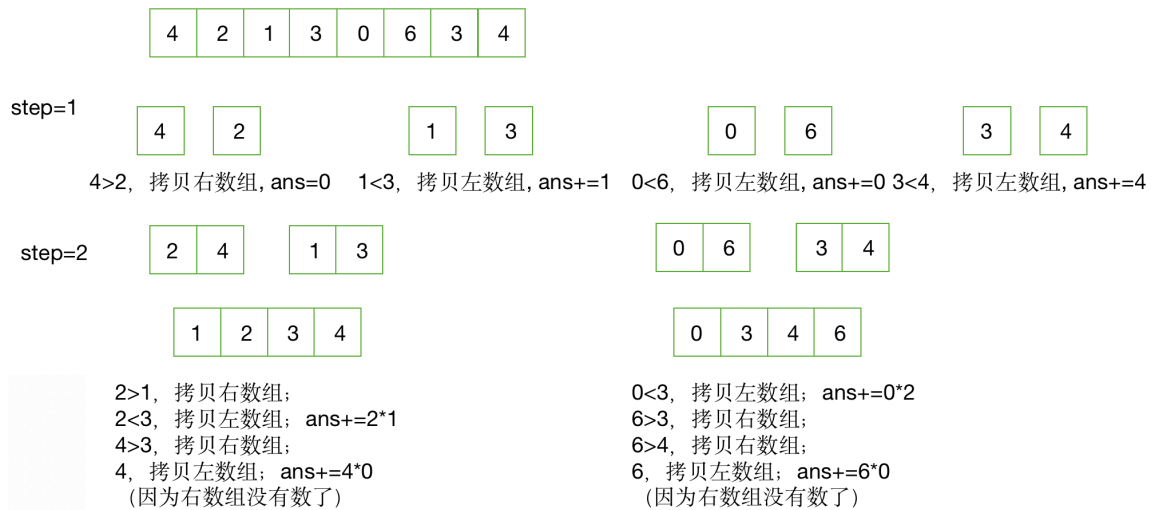 4 2 1 3 0 6 3 4
step=1
4 2 1 3 0 6 3 4
4>2，拷贝右数组, ans=0 1<3，拷贝左数组, ans+=1 0<6，拷贝左数组, ans+=0 3<4，拷贝左数组, ans+=4
step=2
2 4 1 3 0 6 3 4
1 2 3 4 0 3 4 6
2>1，拷贝右数组；
2<3，拷贝左数组；ans+=2*1
4>3，拷贝右数组；
4，拷贝左数组；ans+=4*0
（因为右数组没有数了）
0<3，拷贝左数组；ans+=0*2
6>3，拷贝右数组；
6>4，拷贝右数组；
6，拷贝左数组；ans+=6*0
（因为右数组没有数了）